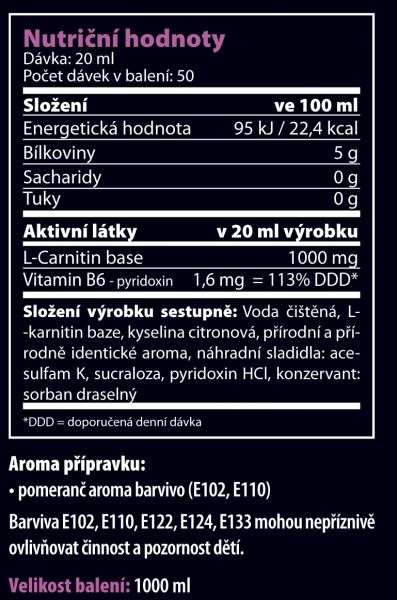 Nutriční hodnoty
Dávka: 20 ml
Počet dávek v balení: 50
Složení ve 100 ml
Energetická hodnota 95 kJ / 22,4 kcal
Bílkoviny 5 g
Sacharidy 0 g
Tuky 0 g
Aktivní látky v 20 ml výrobku
L-Carnitin base 1000 mg
Vitamin B6 - pyridoxin 1,6 mg = 113% DDD*
Složení výrobku sestupně: Voda čištěná, L-
-karnitin baze, kyselina citronová, přírodní a pří-
rodně identické aroma, náhradní sladidla: ace-
sulfam K, sucraloza, pyridoxin HCl, konzervant:
sorban draselný
*DDD = doporučená denní dávka
Aroma přípravku:
• pomeranč aroma barvivo (E102, E110)
Barviva E102, E110, E122, E124, E133 mohou nepříznivě
ovlivňovat činnost a pozornost dětí.
Velikost balení: 1000 ml